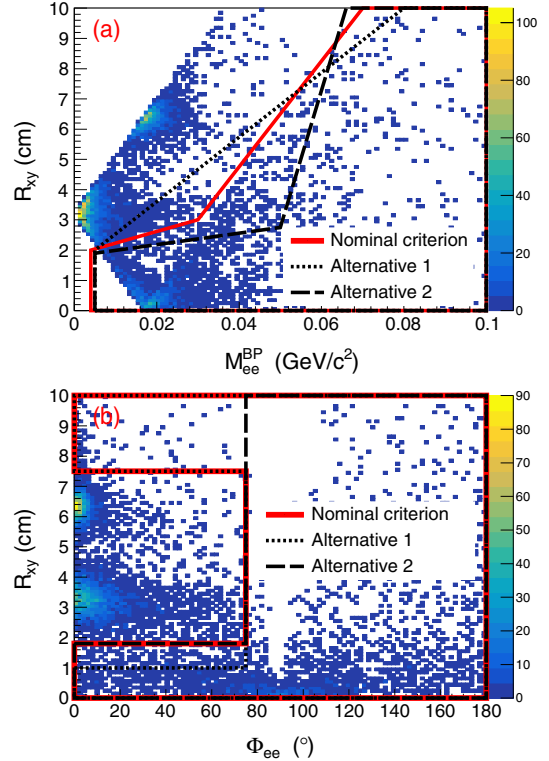 (a)
10
9
8
7
6
5
4
3
2
1
0
R_xy (cm)
Nominal criterion
Alternative 1
Alternative 2
100
80
60
40
20
0
0 0.02 0.04 0.06 0.08 0.1
M_ee^BP (GeV/c²)
(b)
10
9
8
7
6
5
4
3
2
1
0
R_xy (cm)
Nominal criterion
Alternative 1
Alternative 2
90
80
70
60
50
40
30
20
10
0
0 20 40 60 80 100 120 140 160 180
Φ_ee (°)